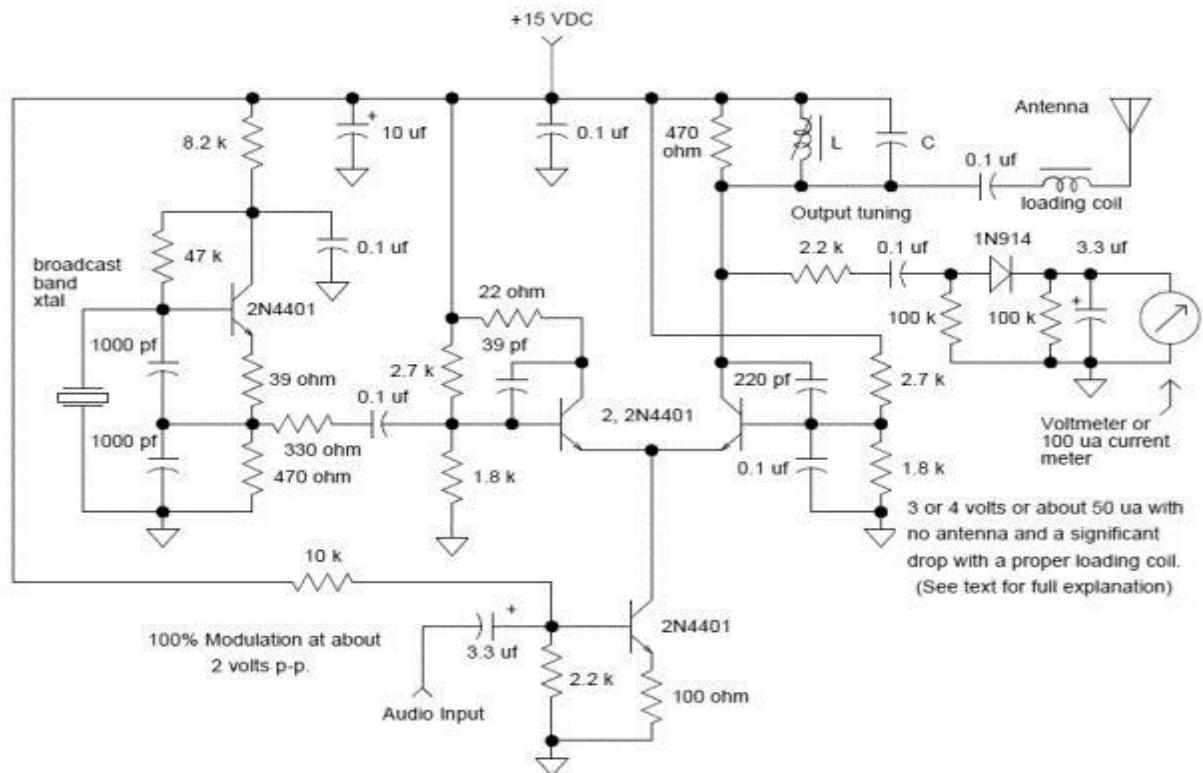 +15 VDC
Antenna
8.2 k
+
10 uf
0.1 uf
470
ohm
L
C
0.1 uf
loading coil
Output tuning
47 k
0.1 uf
2.2 k
0.1 uf
1N914
3.3 uf
broadcast
band
xtal
2N4401
22 ohm
39 pf
100 k
100 k
+
1000 pf
39 ohm
0.1 uf
2.7 k
220 pf
2.7 k
2, 2N4401
1000 pf
330 ohm
470 ohm
1.8 k
0.1 uf
1.8 k
Voltmeter or
100 ua current
meter
3 or 4 volts or about 50 ua with
no antenna and a significant
drop with a proper loading coil.
(See text for full explanation)
10 k
+
2N4401
100% Modulation at about
2 volts p-p.
3.3 uf
2.2 k
100 ohm
Audio Input